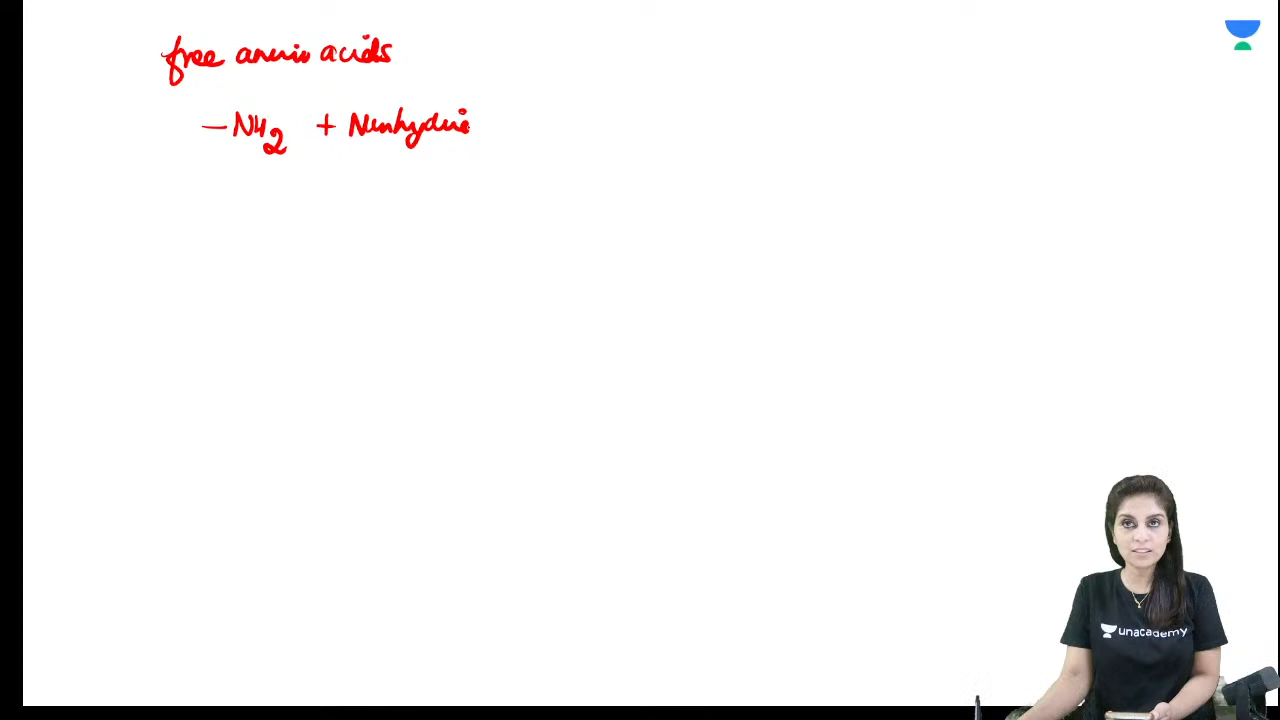 free amino acids
– NH2 + Ninhydrin
unacademy